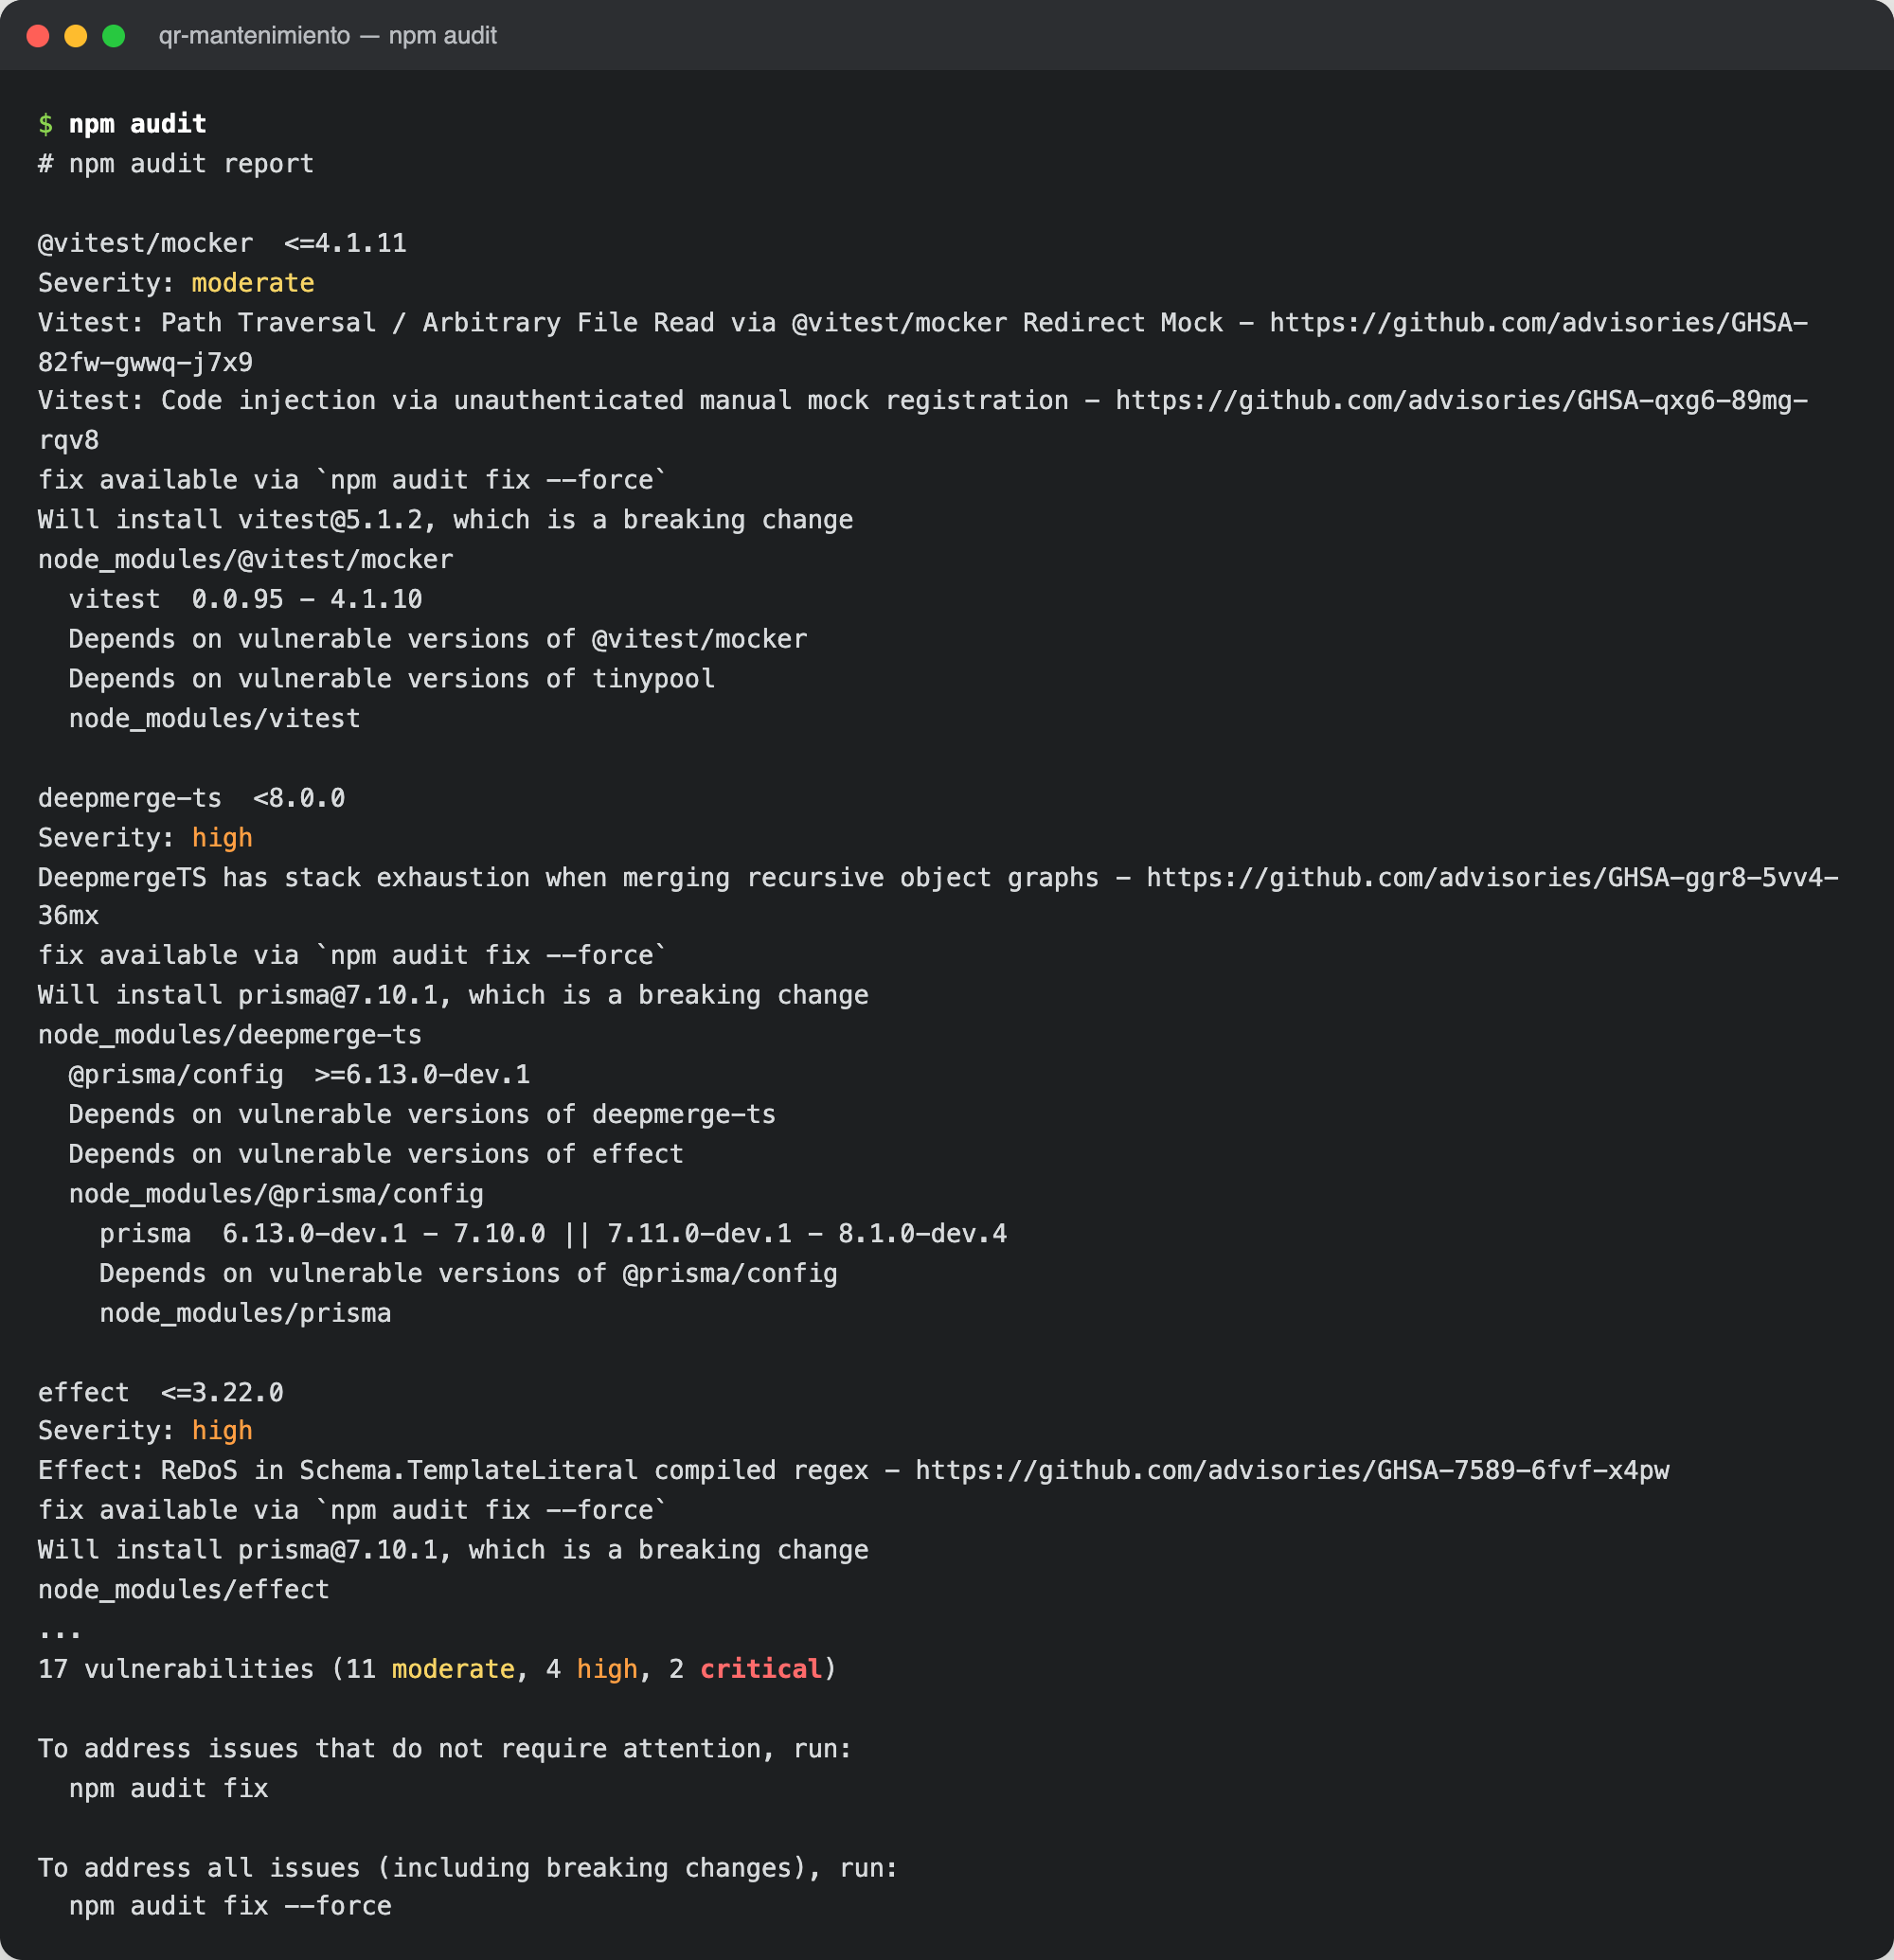 qr-mantenimiento — npm audit
$ npm audit
# npm audit report
@vitest/mocker  <=4.1.11
Severity: moderate
Vitest: Path Traversal / Arbitrary File Read via @vitest/mocker Redirect Mock - https://github.com/advisories/GHSA-
82fw-gwwq-j7x9
Vitest: Code injection via unauthenticated manual mock registration - https://github.com/advisories/GHSA-qxg6-89mg-
rqv8
fix available via `npm audit fix --force`
Will install vitest@5.1.2, which is a breaking change
node_modules/@vitest/mocker
  vitest  0.0.95 - 4.1.10
  Depends on vulnerable versions of @vitest/mocker
  Depends on vulnerable versions of tinypool
  node_modules/vitest
deepmerge-ts  <8.0.0
Severity: high
DeepmergeTS has stack exhaustion when merging recursive object graphs - https://github.com/advisories/GHSA-ggr8-5vv4-
36mx
fix available via `npm audit fix --force`
Will install prisma@7.10.1, which is a breaking change
node_modules/deepmerge-ts
  @prisma/config  >=6.13.0-dev.1
  Depends on vulnerable versions of deepmerge-ts
  Depends on vulnerable versions of effect
  node_modules/@prisma/config
    prisma  6.13.0-dev.1 - 7.10.0 || 7.11.0-dev.1 - 8.1.0-dev.4
    Depends on vulnerable versions of @prisma/config
    node_modules/prisma
effect  <=3.22.0
Severity: high
Effect: ReDoS in Schema.TemplateLiteral compiled regex - https://github.com/advisories/GHSA-7589-6fvf-x4pw
fix available via `npm audit fix --force`
Will install prisma@7.10.1, which is a breaking change
node_modules/effect
...
17 vulnerabilities (11 moderate, 4 high, 2 critical)
To address issues that do not require attention, run:
  npm audit fix
To address all issues (including breaking changes), run:
  npm audit fix --force